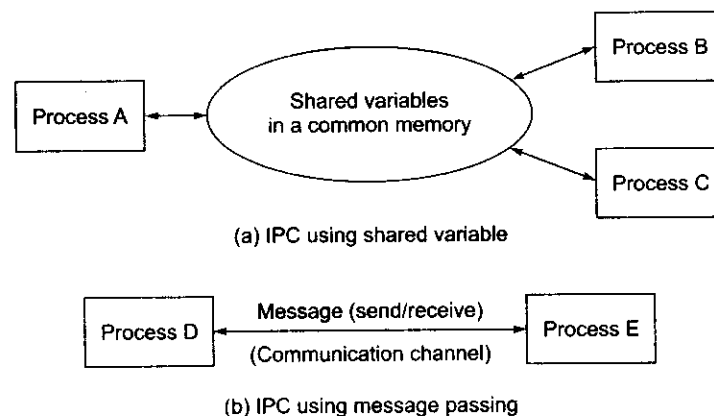 Process A
Shared variables
in a common memory
Process B
Process C
(a) IPC using shared variable
Process D
Message (send/receive)
(Communication channel)
Process E
(b) IPC using message passing